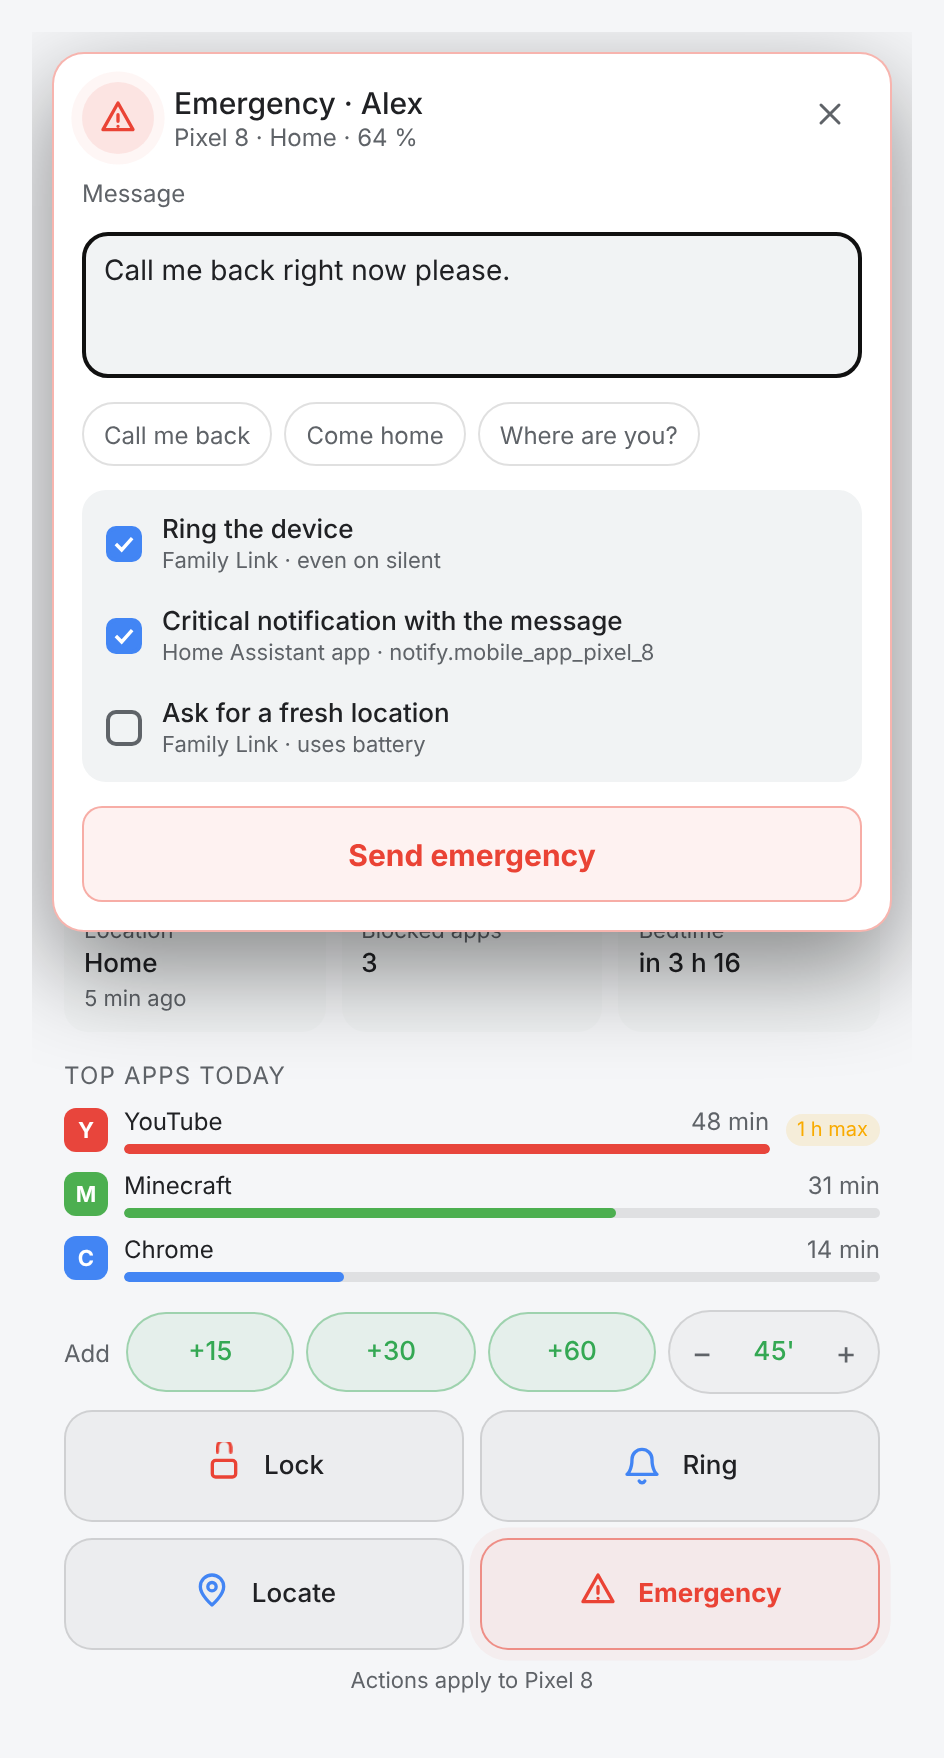 Emergency · Alex
Pixel 8 · Home · 64 %
Message
Call me back right now please.
Call me back
Come home
Where are you?
Ring the device
Family Link · even on silent
Critical notification with the message
Home Assistant app · notify.mobile_app_pixel_8
Ask for a fresh location
Family Link · uses battery
Send emergency
Location
Blocked apps
Bedtime
Home
3
in 3 h 16
5 min ago
TOP APPS TODAY
Y
YouTube
48 min
1 h max
M
Minecraft
31 min
C
Chrome
14 min
Add
+15
+30
+60
− 45' +
Lock
Ring
Locate
Emergency
Actions apply to Pixel 8